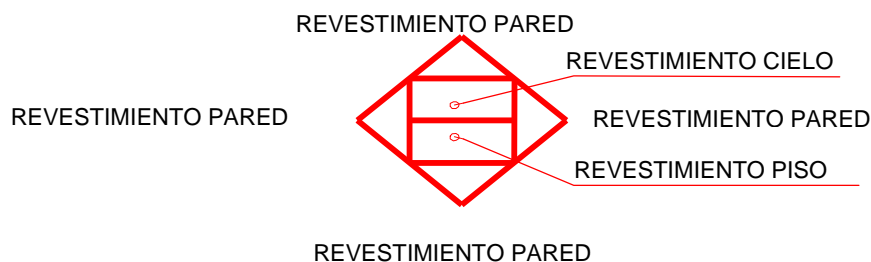 REVESTIMIENTO PARED
REVESTIMIENTO CIELO
REVESTIMIENTO PARED
REVESTIMIENTO PARED
REVESTIMIENTO PISO
REVESTIMIENTO PARED